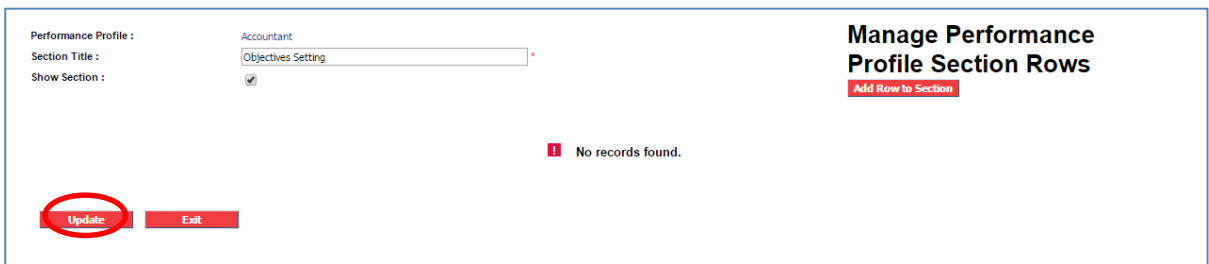 Performance Profile : Accountant
Section Title : Objectives Setting *
Show Section :
Manage Performance
Profile Section Rows
Add Row to Section
! No records found.
Update Exit